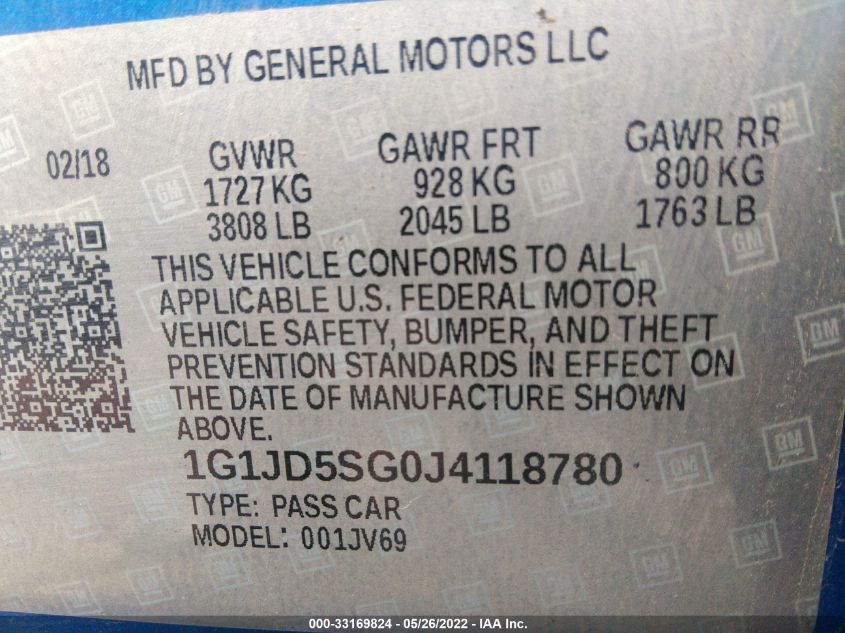 MFD BY GENERAL MOTORS LLC
02/18 GVWR GAWR FRT GAWR RR
1727 KG 928 KG 800 KG
3808 LB 2045 LB 1763 LB
THIS VEHICLE CONFORMS TO ALL
APPLICABLE U.S. FEDERAL MOTOR
VEHICLE SAFETY, BUMPER, AND THEFT
PREVENTION STANDARDS IN EFFECT ON
THE DATE OF MANUFACTURE SHOWN
ABOVE.
1G1JD5SG0J4118780
TYPE: PASS CAR
MODEL: 001JV69
000-33169824 - 05/26/2022 - IAA Inc.